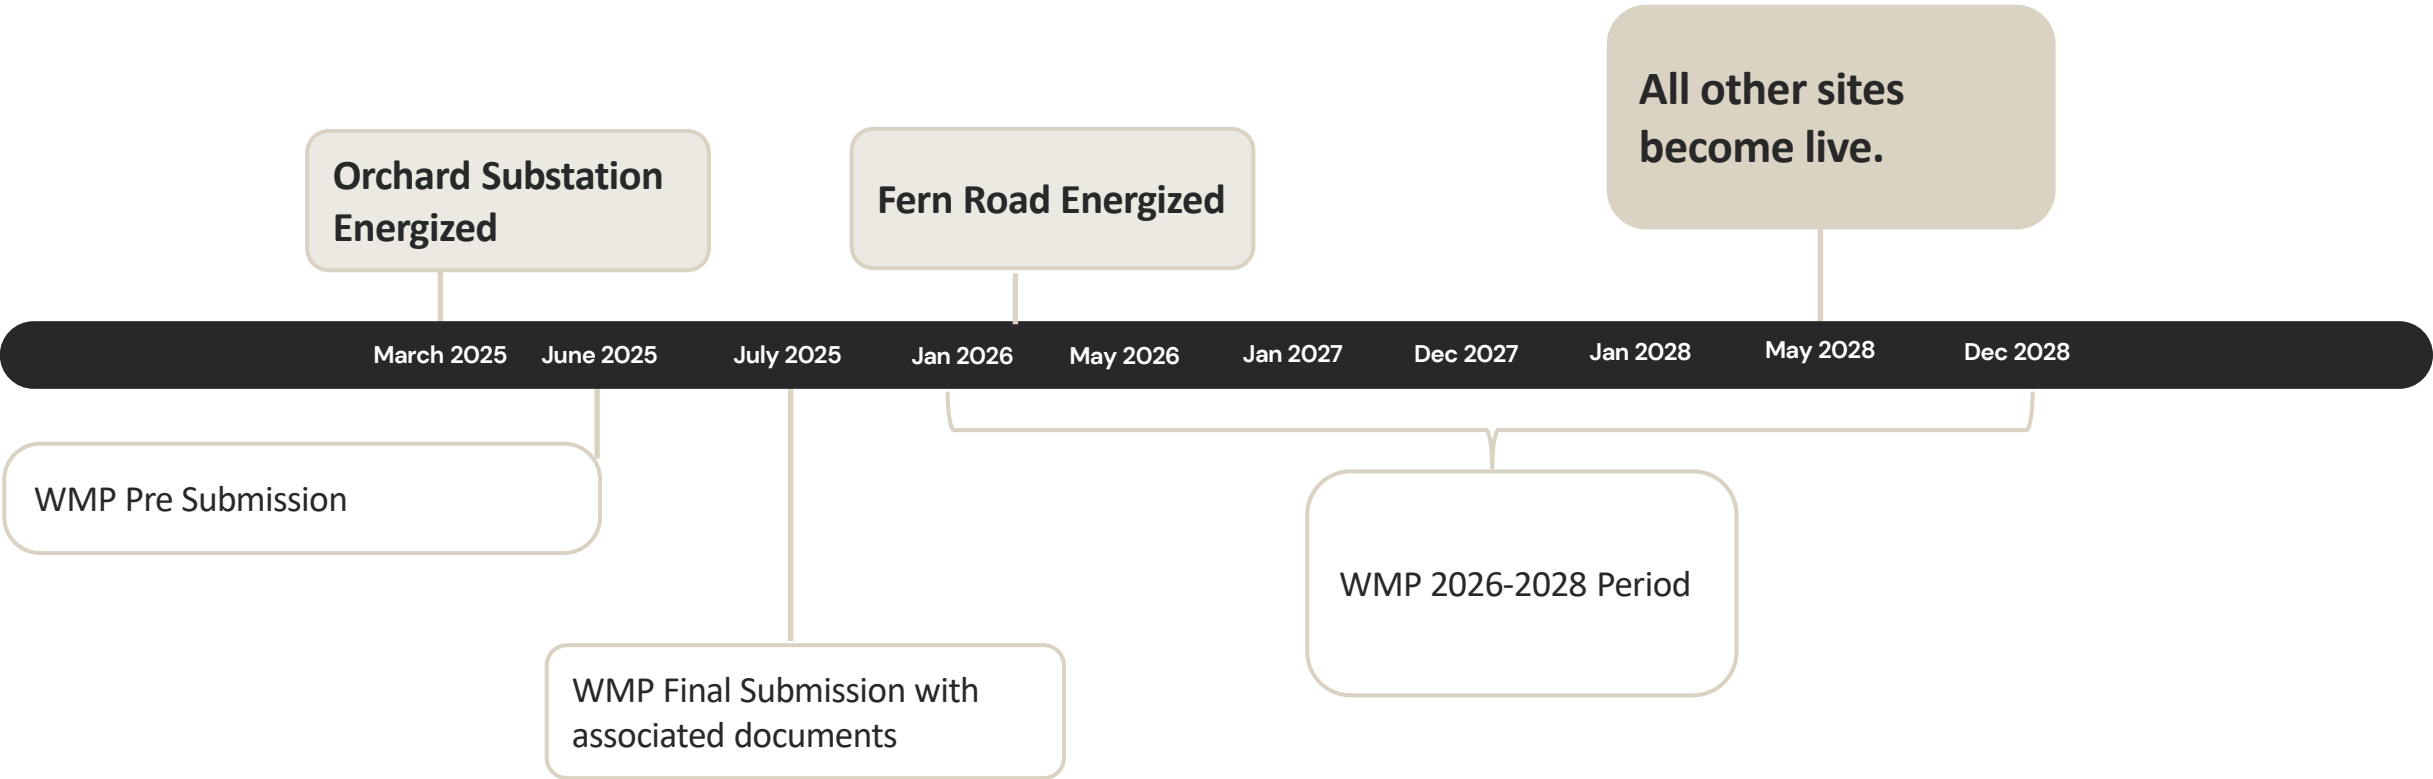 All other sites
become live.
Orchard Substation
Energized
Fern Road Energized
March 2025
June 2025
July 2025
Jan 2026
May 2026
Jan 2027
Dec 2027
Jan 2028
May 2028
Dec 2028
WMP Pre Submission
WMP 2026-2028 Period
WMP Final Submission with
associated documents